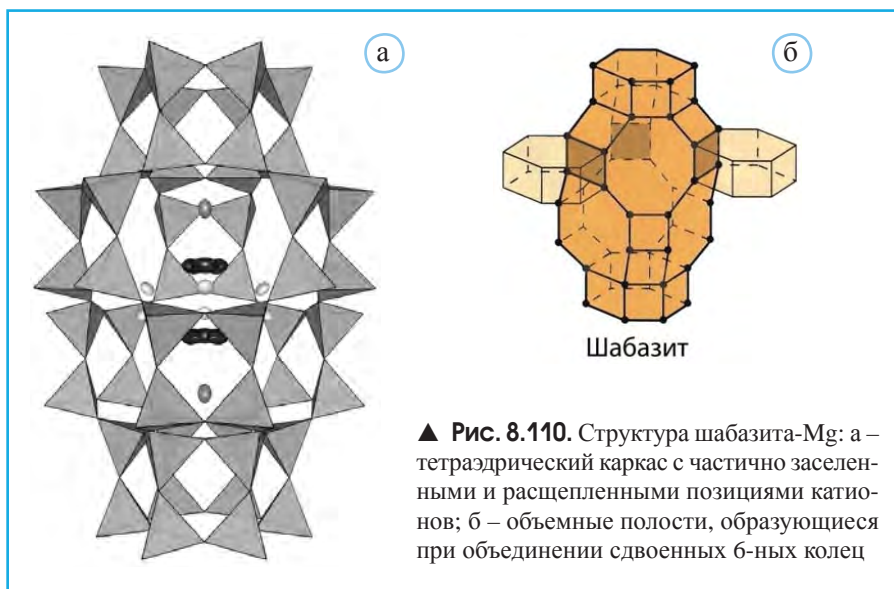 а
б
Шабазит
▲ Рис. 8.110. Структура шабазита-Mg: а –
тетраэдрический каркас с частично заселен-
ными и расщепленными позициями катио-
нов; б – объемные полости, образующиеся
при объединении сдвоенных 6-ных колец